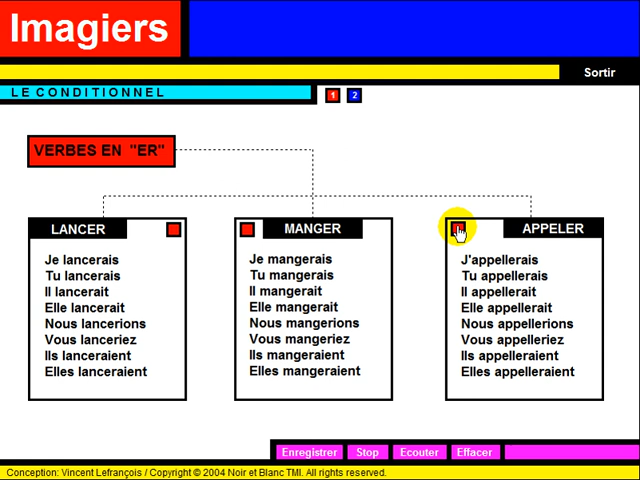 Imagiers
Sortir
LE CONDITIONNEL
1 2
VERBES EN "ER"
LANCER
Je lancerais
Tu lancerais
Il lancerait
Elle lancerait
Nous lancerions
Vous lanceriez
Ils lanceraient
Elles lanceraient
MANGER
Je mangerais
Tu mangerais
Il mangerait
Elle mangerait
Nous mangerions
Vous mangeriez
Ils mangeraient
Elles mangeraient
APPELER
J'appellerais
Tu appellerais
Il appellerait
Elle appellerait
Nous appellerions
Vous appelleriez
Ils appelleraient
Elles appelleraient
Enregistrer Stop Ecouter Effacer
Conception: Vincent Lefrançois / Copyright © 2004 Noir et Blanc TMI. All rights reserved.